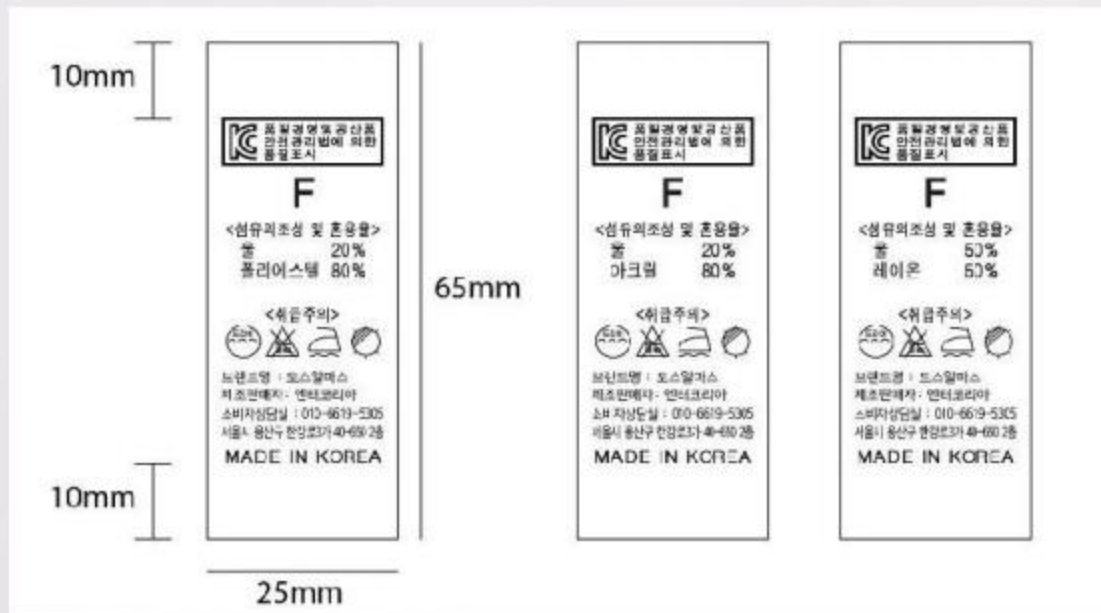 10mm
10mm
65mm
25mm
KC 품질경영및공산품
안전관리법에 의한
품질표시
F
<섬유의조성 및 혼용율>
울 20%
폴리에스텔 80%
<취급주의>
브랜드명 : 도스알마스
제조판매자: 엔터코리아
소비자상담실 : 010-6619-5305
서울시 용산구 한강로3가 40-650 2층
MADE IN KOREA
KC 품질경영및공산품
안전관리법에 의한
품질표시
F
<섬유의조성 및 혼용율>
울 20%
아크릴 80%
<취급주의>
브랜드명 : 도스알마스
제조판매자: 엔터코리아
소비자상담실 : 010-6619-5305
서울시 용산구 한강로3가 40-650 2층
MADE IN KOREA
KC 품질경영및공산품
안전관리법에 의한
품질표시
F
<섬유의조성 및 혼용율>
울 50%
레이온 50%
<취급주의>
브랜드명 : 도스알마스
제조판매자: 엔터코리아
소비자상담실 : 010-6619-5305
서울시 용산구 한강로3가 40-650 2층
MADE IN KOREA